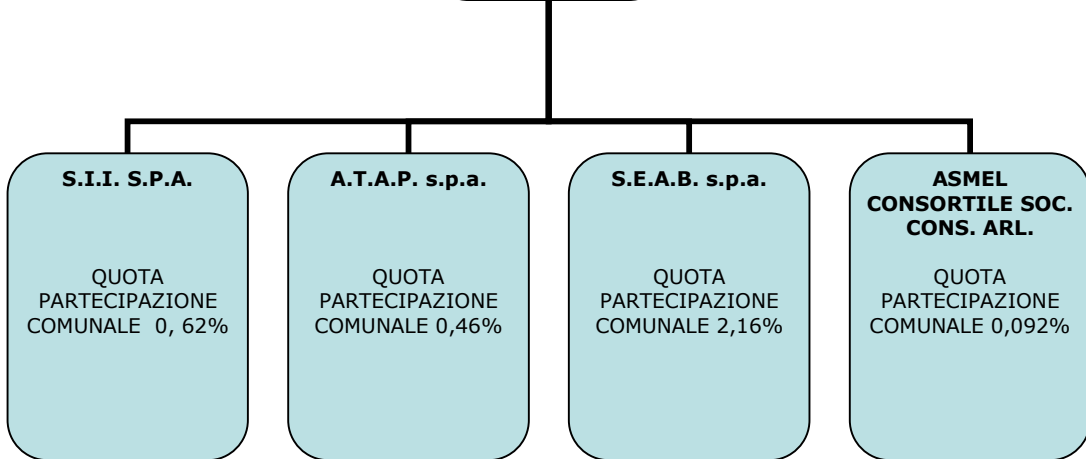 S.I.I. S.P.A.
QUOTA
PARTECIPAZIONE
COMUNALE 0, 62%
A.T.A.P. s.p.a.
QUOTA
PARTECIPAZIONE
COMUNALE 0,46%
S.E.A.B. s.p.a.
QUOTA
PARTECIPAZIONE
COMUNALE 2,16%
ASMEL
CONSORTILE SOC.
CONS. ARL.
QUOTA
PARTECIPAZIONE
COMUNALE 0,092%